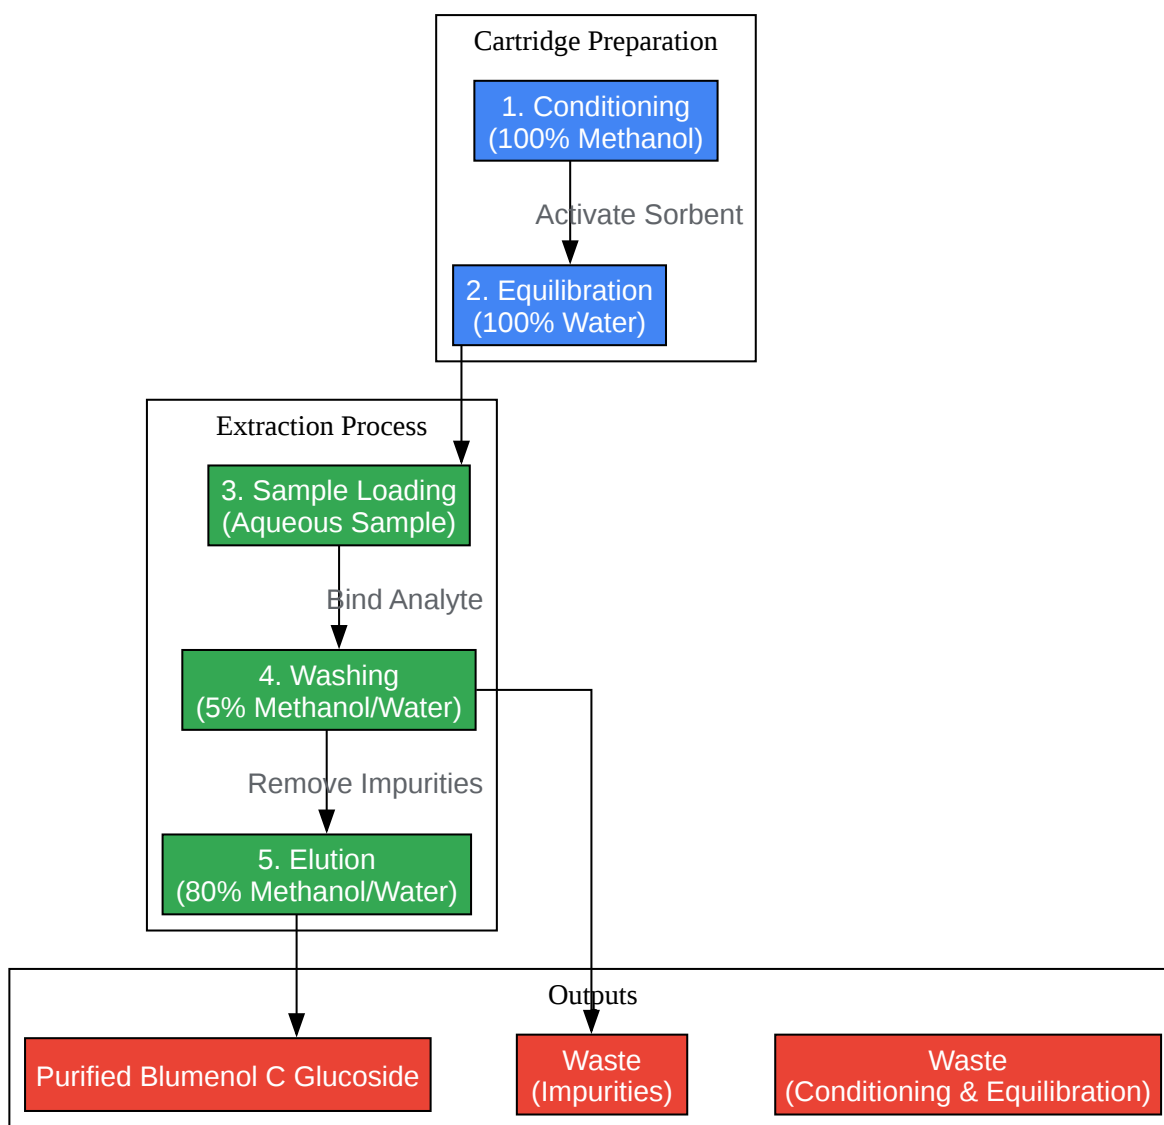 Cartridge Preparation
1. Conditioning
(100% Methanol)
Activate Sorbent
2. Equilibration
(100% Water)
Extraction Process
3. Sample Loading
(Aqueous Sample)
Bind Analyte
4. Washing
(5% Methanol/Water)
Remove Impurities
5. Elution
(80% Methanol/Water)
Outputs
Purified Blumenol C Glucoside
Waste
(Impurities)
Waste
(Conditioning & Equilibration)